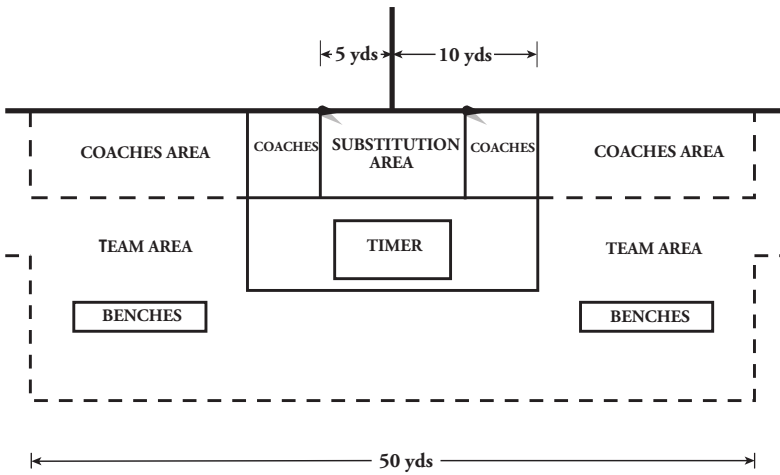 5 yds
10 yds
COACHES AREA
COACHES
SUBSTITUTION
AREA
COACHES
COACHES AREA
TEAM AREA
TIMER
TEAM AREA
BENCHES
BENCHES
50 yds